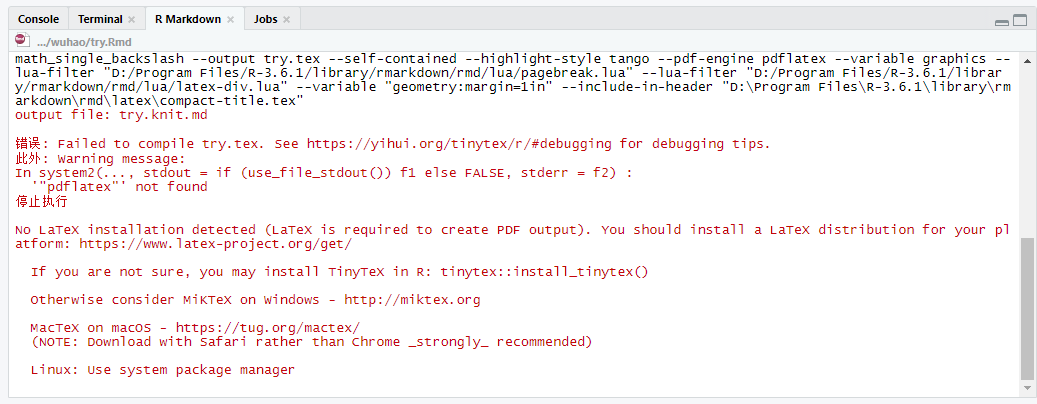 Console Terminal R Markdown Jobs
.../wuhao/try.Rmd
math_single_backslash --output try.tex --self-contained --highlight-style tango --pdf-engine pdflatex --variable graphics --
lua-filter "D:/Program Files/R-3.6.1/library/rmarkdown/rmd/lua/pagebreak.lua" --lua-filter "D:/Program Files/R-3.6.1/librar
y/rmarkdown/rmd/lua/latex-div.lua" --variable "geometry:margin=1in" --include-in-header "D:\Program Files\R-3.6.1\library\rm
arkdown\rmd\latex\compact-title.tex"
output file: try.knit.md
错误: Failed to compile try.tex. See https://yihui.org/tinytex/r/#debugging for debugging tips.
此外: Warning message:
In system2(..., stdout = if (use_file_stdout()) f1 else FALSE, stderr = f2) :
'"pdflatex"' not found
停止执行
No LaTeX installation detected (LaTeX is required to create PDF output). You should install a LaTeX distribution for your pl
atform: https://www.latex-project.org/get/
If you are not sure, you may install TinyTeX in R: tinytex::install_tinytex()
Otherwise consider MiKTeX on Windows - http://miktex.org
MacTeX on macOS - https://tug.org/mactex/
(NOTE: Download with Safari rather than Chrome _strongly_ recommended)
Linux: Use system package manager